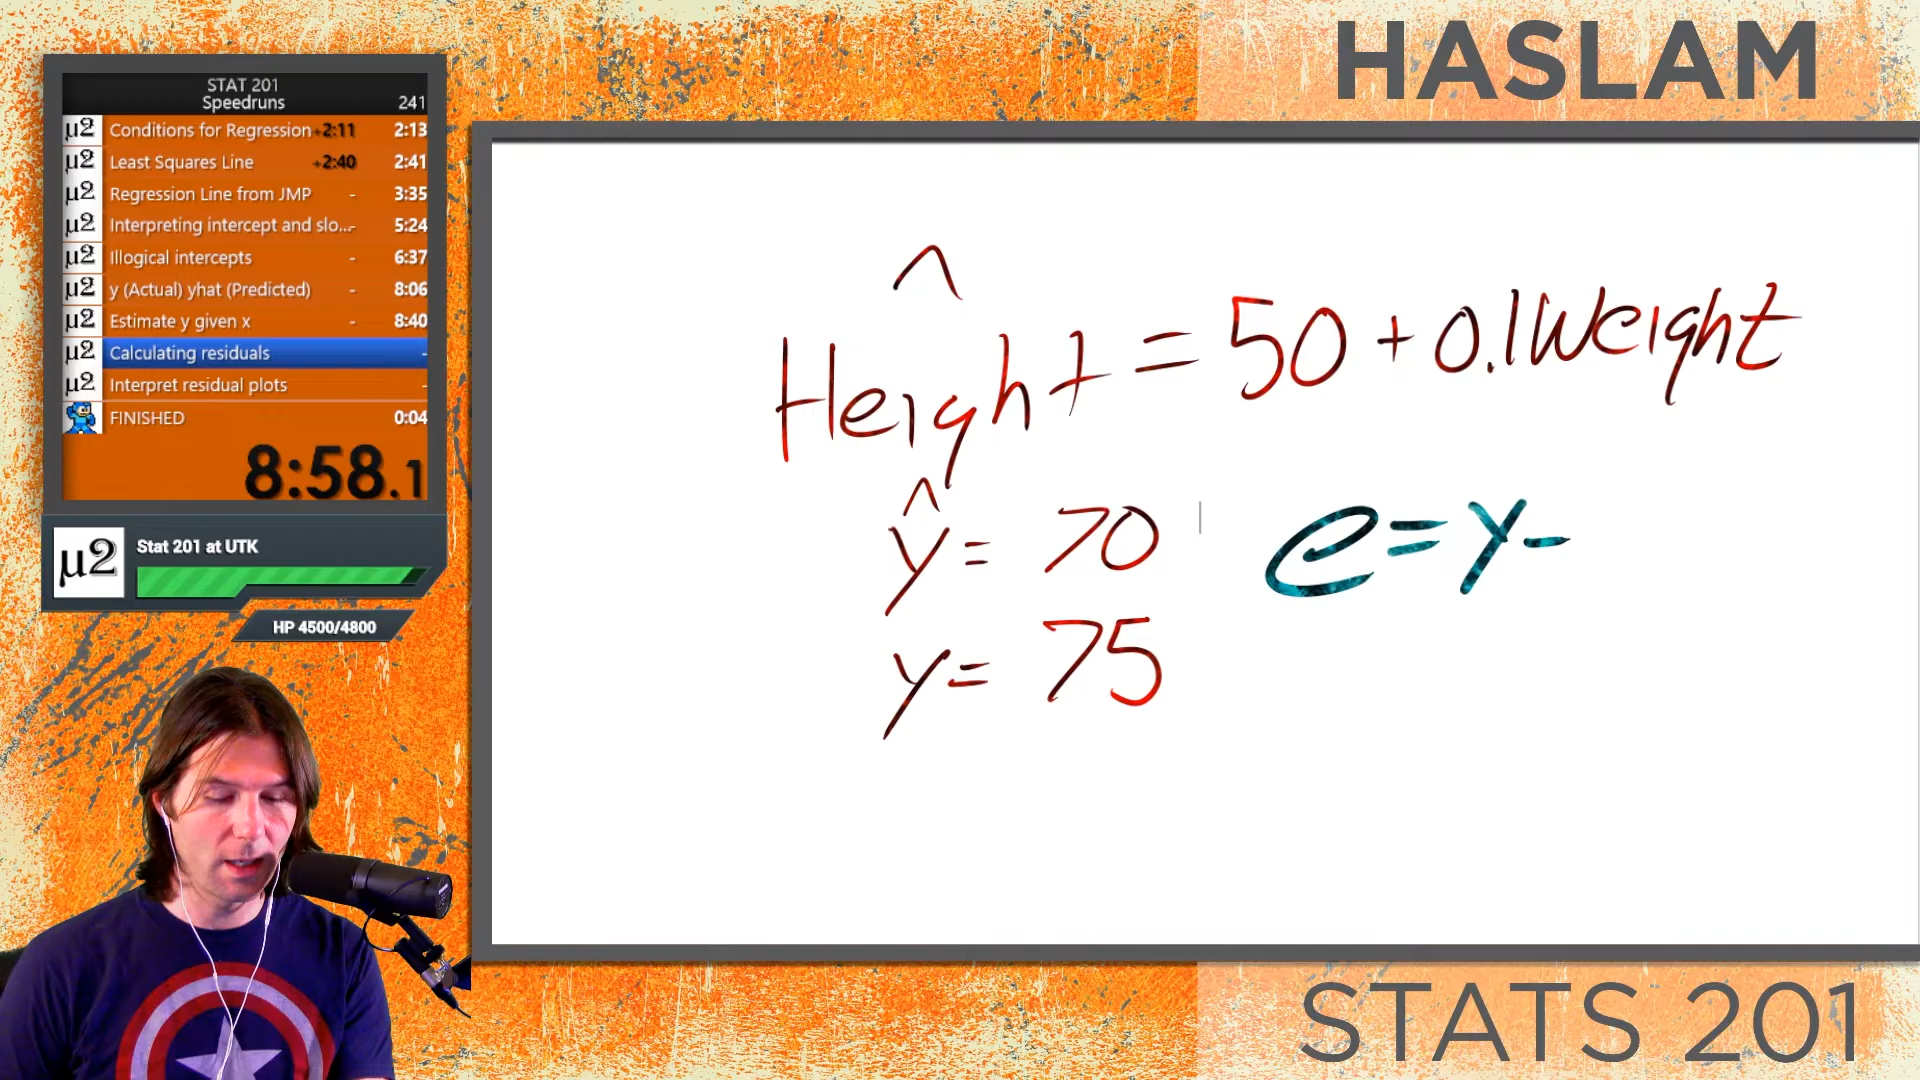 HASLAM
STAT 201
Speedruns 241
μ2 Conditions for Regression +2:11 2:13
μ2 Least Squares Line +2:40 2:41
μ2 Regression Line from JMP - 3:35
μ2 Interpreting intercept and slo...- 5:24
μ2 Illogical intercepts - 6:37
μ2 y (Actual) yhat (Predicted) - 8:06
μ2 Estimate y given x - 8:40
μ2 Calculating residuals -
μ2 Interpret residual plots -
FINISHED 0:04
8:58.1
μ2 Stat 201 at UTK
HP 4500/4800
^
Height = 50 + 0.1Weight
ŷ = 70 e = y -
y = 75
STATS 201